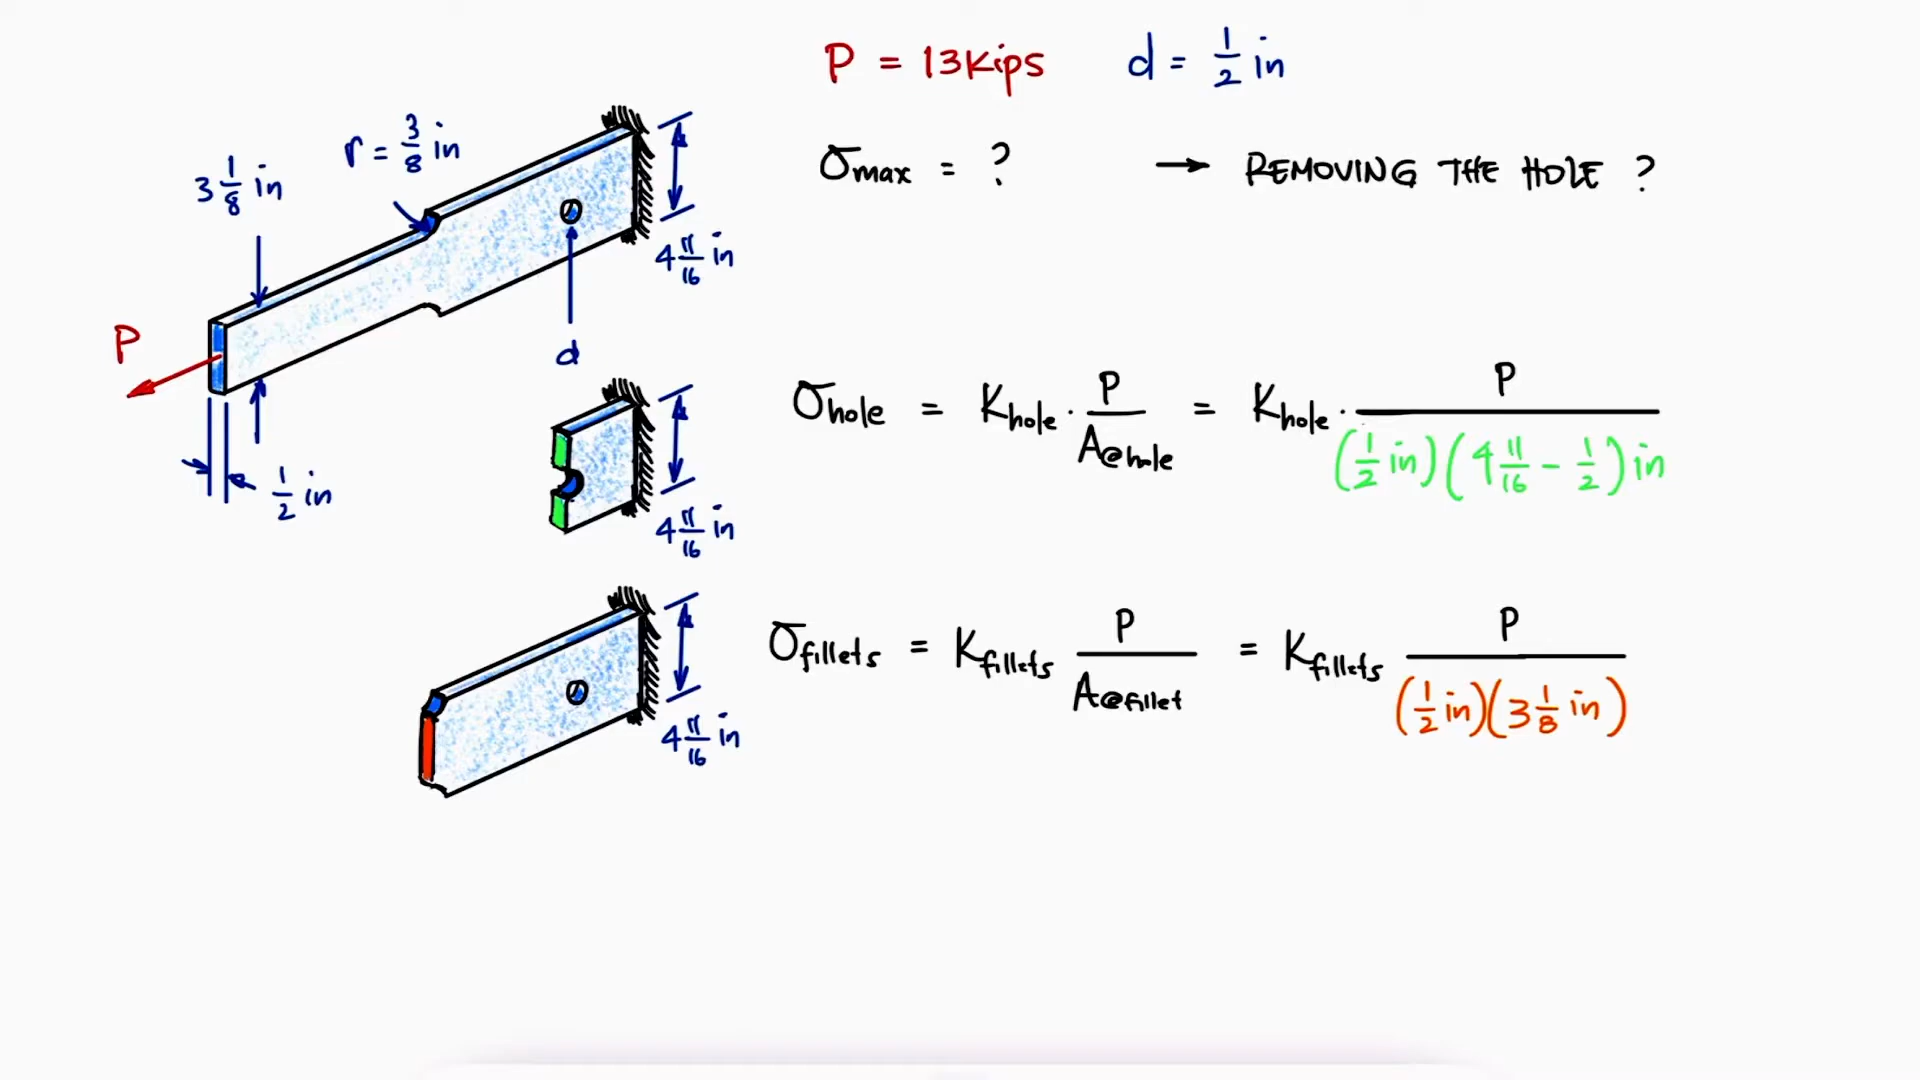 P = 13Kips d = 1/2 in
σmax = ? → REMOVING THE HOLE ?
r = 3/8 in
3 1/8 in
4 11/16 in
P
d
1/2 in
σhole = Khole · P/A@hole = Khole · P/(1/2 in)(4 11/16 - 1/2) in
4 11/16 in
σfillets = Kfillets P/A@fillet = Kfillets P/(1/2 in)(3 1/8 in)
4 11/16 in